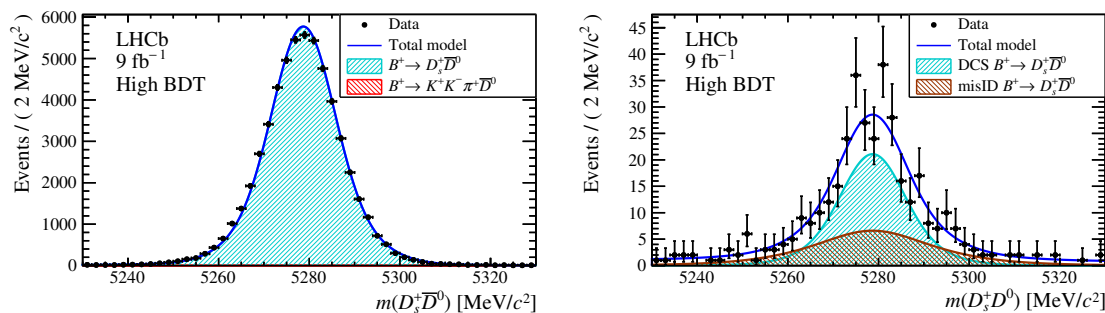 Events / ( 2 MeV/c²)
6000
5000
4000
3000
2000
1000
0
LHCb
9 fb⁻¹
High BDT
Data
Total model
B⁺→ D_s⁺D̅⁰
B⁺→ K⁺K⁻π⁺D̅⁰
5240 5260 5280 5300 5320
m(D_s⁺D̅⁰) [MeV/c²]
Events / ( 2 MeV/c²)
45
40
35
30
25
20
15
10
5
0
LHCb
9 fb⁻¹
High BDT
Data
Total model
DCS B⁺→ D_s⁺D̅⁰
misID B⁺→ D_s⁺D̅⁰
5240 5260 5280 5300 5320
m(D_s⁺D⁰) [MeV/c²]